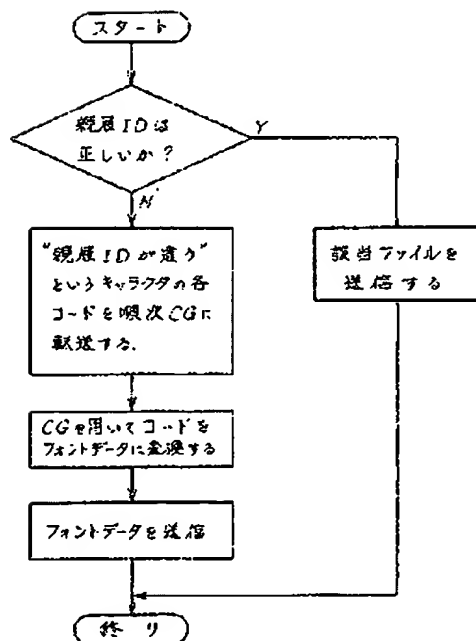 スタート
親展IDは
正しいか?
Y
N
"親展IDが違う"
というキャラクタの各
コードを順次CGに
転送する.
該当ファイルを
送信する
CGを用いてコードを
フォントデータに変換する
フォントデータを送信
終り